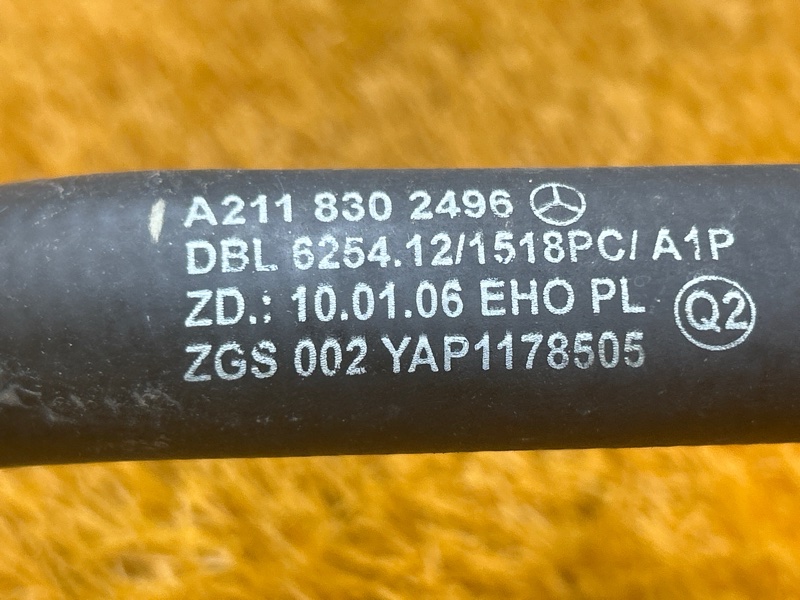 A211 830 2496
DBL 6254.12/1518PC/ A1P
ZD.: 10.01.06 EHO PL
Q2
ZGS 002 YAP1178505